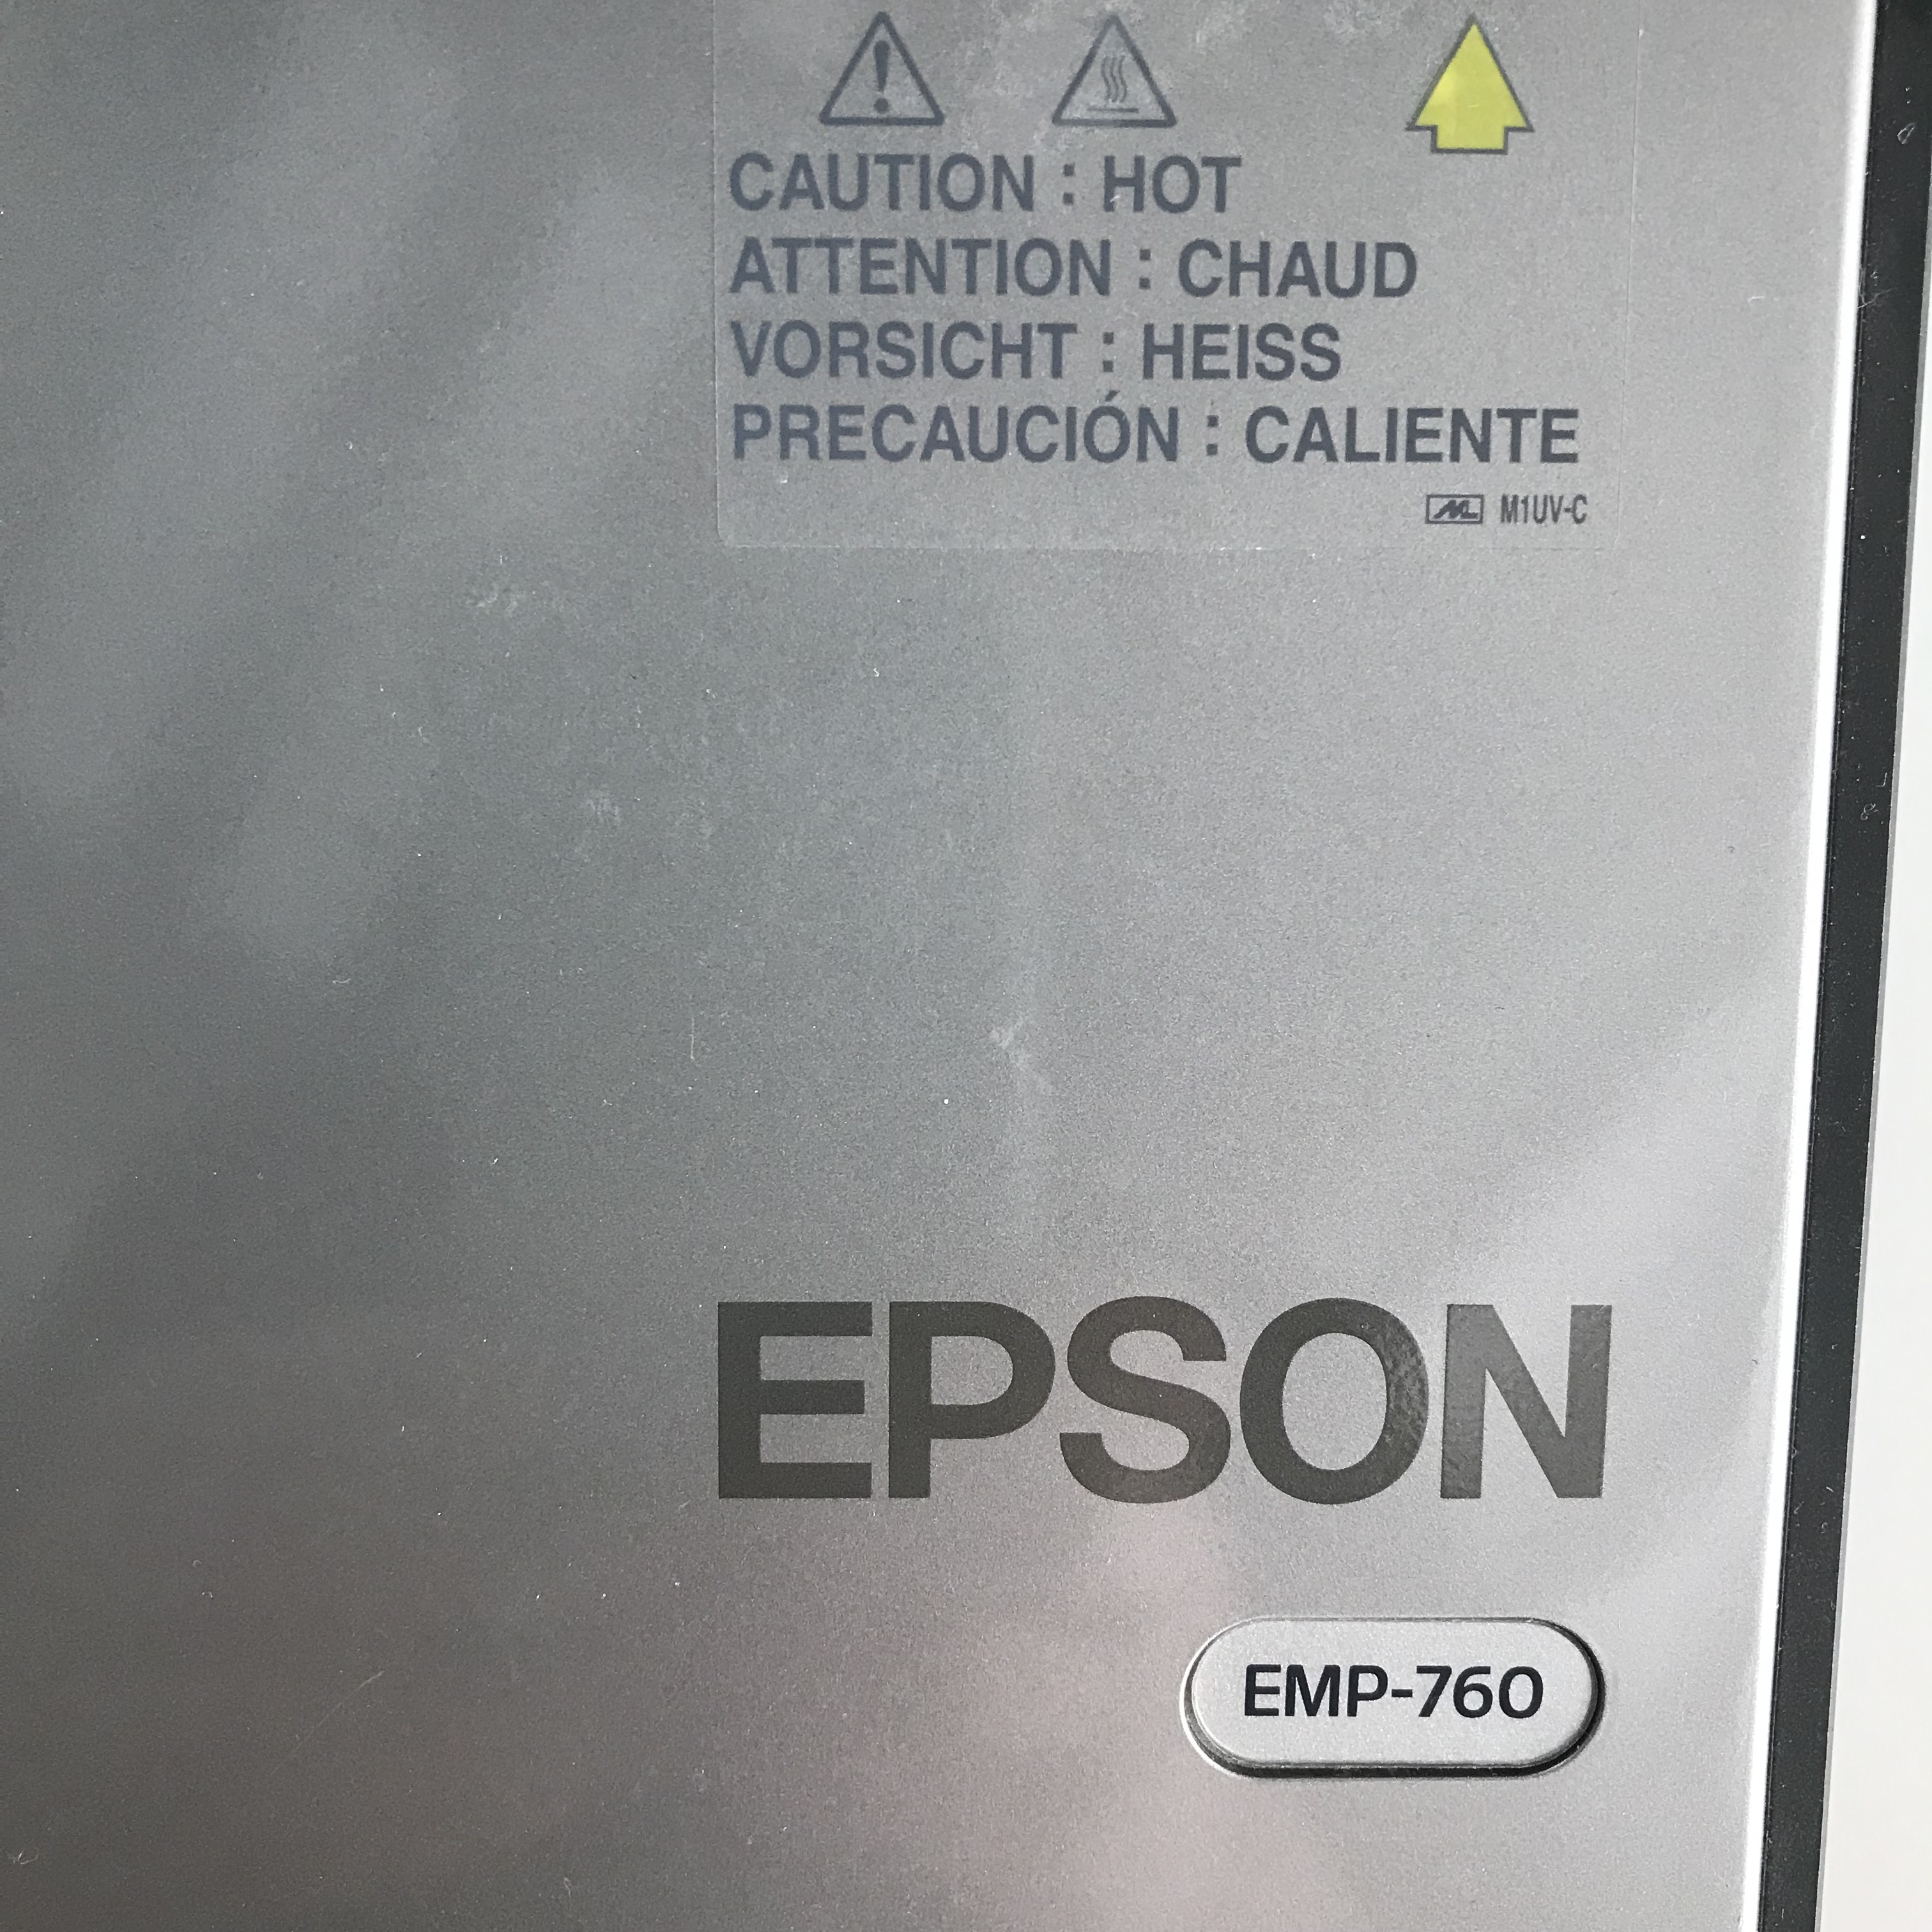 CAUTION : HOT
ATTENTION : CHAUD
VORSICHT : HEISS
PRECAUCIÓN : CALIENTE
M1UV-C
EPSON
EMP-760